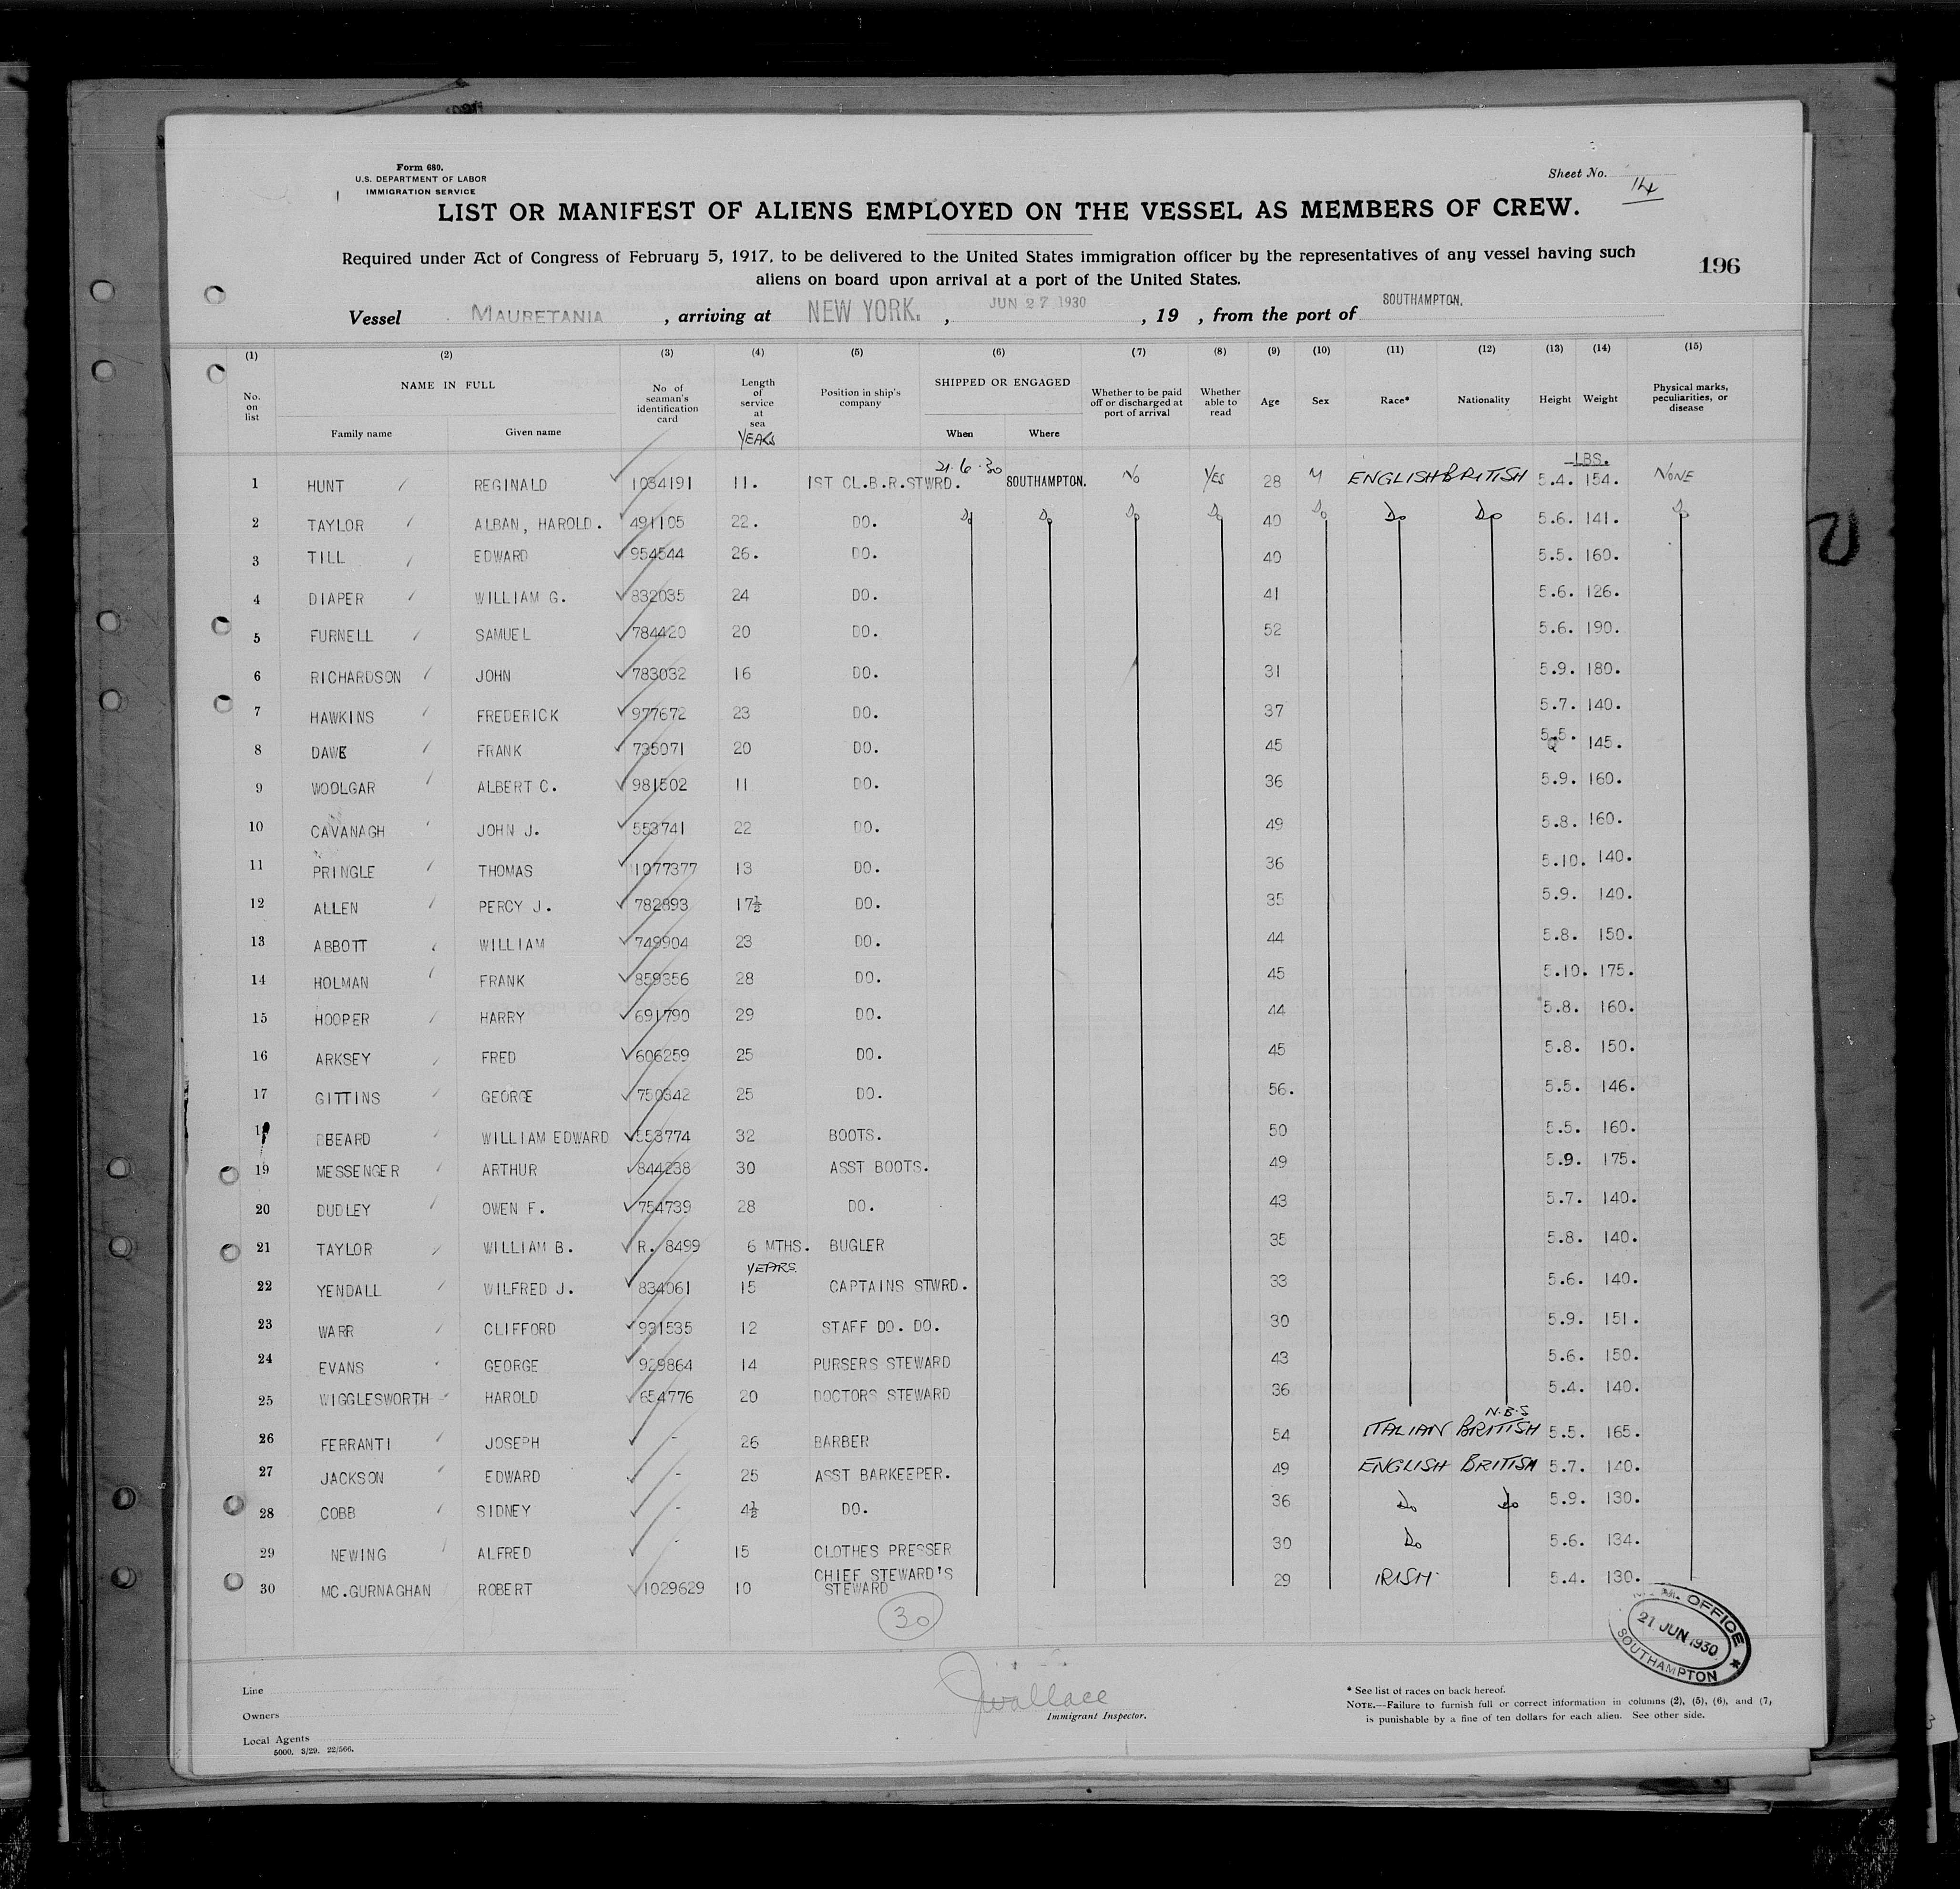 Form 680.
U.S. DEPARTMENT OF LABOR
IMMIGRATION SERVICE
Sheet No. 14
LIST OR MANIFEST OF ALIENS EMPLOYED ON THE VESSEL AS MEMBERS OF CREW.
Required under Act of Congress of February 5, 1917, to be delivered to the United States immigration officer by the representatives of any vessel having such
aliens on board upon arrival at a port of the United States.
196
Vessel MAURETANIA, arriving at NEW YORK., JUN 27 1930, 19 , from the port of SOUTHAMPTON.
(1) (2) (3) (4) (5) (6) (7) (8) (9) (10) (11) (12) (13) (14) (15)
No. on list NAME IN FULL Family name Given name No. of seaman's identification card Length of service at sea YEARS Position in ship's company SHIPPED OR ENGAGED When Where Whether to be paid off or discharged at port of arrival Whether able to read Age Sex Race* Nationality Height Weight Physical marks, peculiarities, or disease
LBS.
1 HUNT REGINALD 1034191 11. 1ST CL.B.R.STWRD. 21.6.30 SOUTHAMPTON. No YES 28 M ENGLISH BRITISH 5.4. 154. NONE
2 TAYLOR ALBAN, HAROLD. 491105 22. DO. Do Do Do Do 40 Do Do Do 5.6. 141. Do
3 TILL EDWARD 954544 26. DO. 40 5.5. 160.
4 DIAPER WILLIAM G. 832035 24 DO. 41 5.6. 126.
5 FURNELL SAMUEL 784420 20 DO. 52 5.6. 190.
6 RICHARDSON JOHN 783032 16 DO. 31 5.9. 180.
7 HAWKINS FREDERICK 977672 23 DO. 37 5.7. 140.
8 DAWE FRANK 735071 20 DO. 45 5.5. 145.
9 WOOLGAR ALBERT C. 981502 11 DO. 36 5.9. 160.
10 CAVANAGH JOHN J. 553741 22 DO. 49 5.8. 160.
11 PRINGLE THOMAS 1077377 13 DO. 36 5.10. 140.
12 ALLEN PERCY J. 782893 17½ DO. 35 5.9. 140.
13 ABBOTT WILLIAM 749904 23 DO. 44 5.8. 150.
14 HOLMAN FRANK 859356 28 DO. 45 5.10. 175.
15 HOOPER HARRY 691790 29 DO. 44 5.8. 160.
16 ARKSEY FRED 606259 25 DO. 45 5.8. 150.
17 GITTINS GEORGE 750342 25 DO. 56. 5.5. 146.
18 BEARD WILLIAM EDWARD 553774 32 BOOTS. 50 5.5. 160.
19 MESSENGER ARTHUR 844238 30 ASST BOOTS. 49 5.9. 175.
20 DUDLEY OWEN F. 754739 28 DO. 43 5.7. 140.
21 TAYLOR WILLIAM B. R. 8499 6 MTHS. BUGLER 35 5.8. 140.
YEARS.
22 YENDALL WILFRED J. 834061 15 CAPTAINS STWRD. 33 5.6. 140.
23 WARR CLIFFORD 931535 12 STAFF DO. DO. 30 5.9. 151.
24 EVANS GEORGE 929864 14 PURSERS STEWARD 43 5.6. 150.
25 WIGGLESWORTH HAROLD 654776 20 DOCTORS STEWARD 36 5.4. 140.
N.B.S
26 FERRANTI JOSEPH - 26 BARBER 54 ITALIAN BRITISH 5.5. 165.
27 JACKSON EDWARD - 25 ASST BARKEEPER. 49 ENGLISH BRITISH 5.7. 140.
28 COBB SIDNEY - 4½ DO. 36 Do Do 5.9. 130.
29 NEWING ALFRED 15 CLOTHES PRESSER 30 Do 5.6. 134.
30 MC.GURNAGHAN ROBERT 1029629 10 CHIEF STEWARD'S STEWARD 29 IRISH 5.4. 130.
30
OFFICE
21 JUN 1930
SOUTHAMPTON
Line
Owners
Local Agents
5000. 3/29. 22/566.
JWallace
Immigrant Inspector.
* See list of races on back hereof.
NOTE.—Failure to furnish full or correct information in columns (2), (5), (6), and (7,
is punishable by a fine of ten dollars for each alien. See other side.